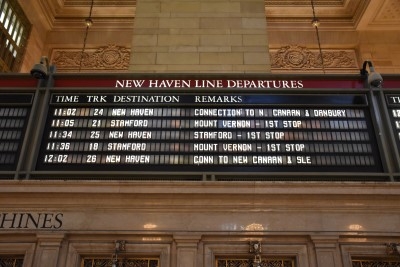 NEW HAVEN LINE DEPARTURES
TIME TRK DESTINATION REMARKS
11:02 24 NEW HAVEN CONNECTION TO N. CANAAN & DANBURY
11:05 21 STAMFORD MOUNT VERNON - 1ST STOP
11:34 25 NEW HAVEN STAMFORD - 1ST STOP
11:36 18 STAMFORD MOUNT VERNON - 1ST STOP
12:02 26 NEW HAVEN CONN TO NEW CANAAN & SLE
HINES